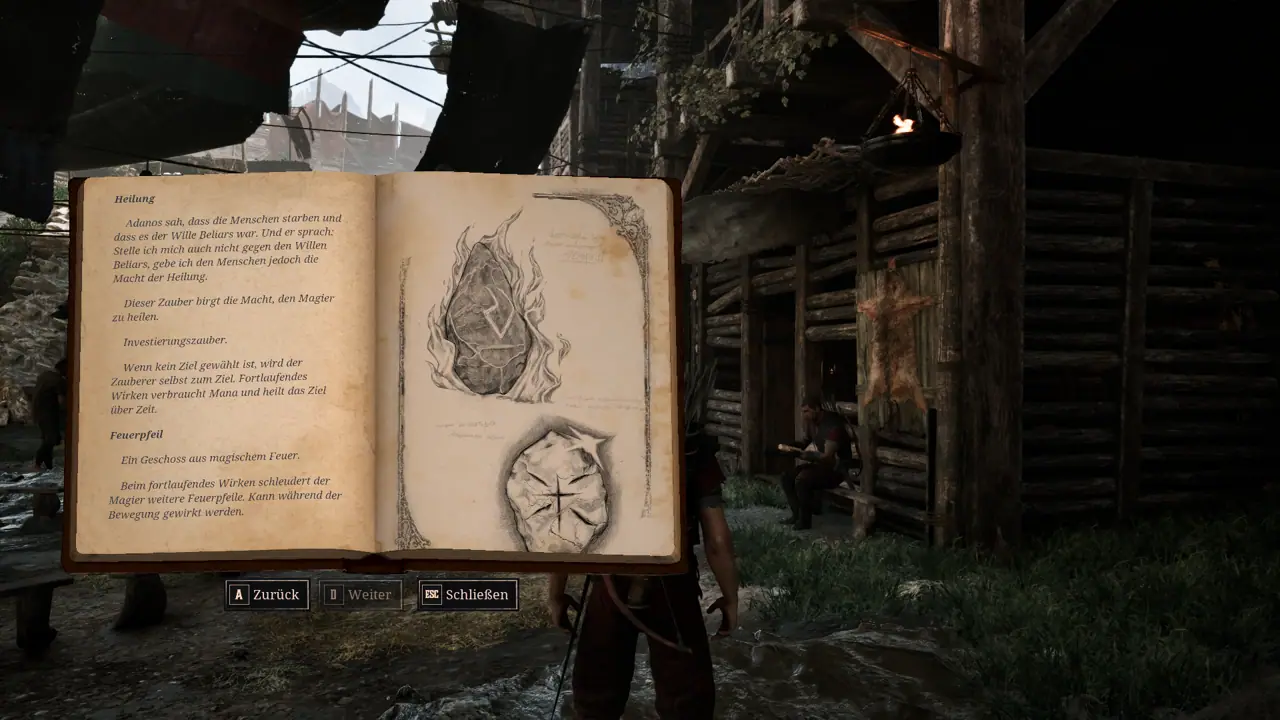 Heilung
Adanos sah, dass die Menschen starben und
dass es der Wille Beliars war. Und er sprach:
Stelle ich mich auch nicht gegen den Willen
Beliars, gebe ich den Menschen jedoch die
Macht der Heilung.
Dieser Zauber birgt die Macht, den Magier
zu heilen.
Investierungszauber.
Wenn kein Ziel gewählt ist, wird der
Zauberer selbst zum Ziel. Fortlaufendes
Wirken verbraucht Mana und heilt das Ziel
über Zeit.
Feuerpfeil
Ein Geschoss aus magischem Feuer.
Beim fortlaufendes Wirken schleudert der
Magier weitere Feuerpfeile. Kann während der
Bewegung gewirkt werden.
A Zurück
D Weiter
ESC Schließen